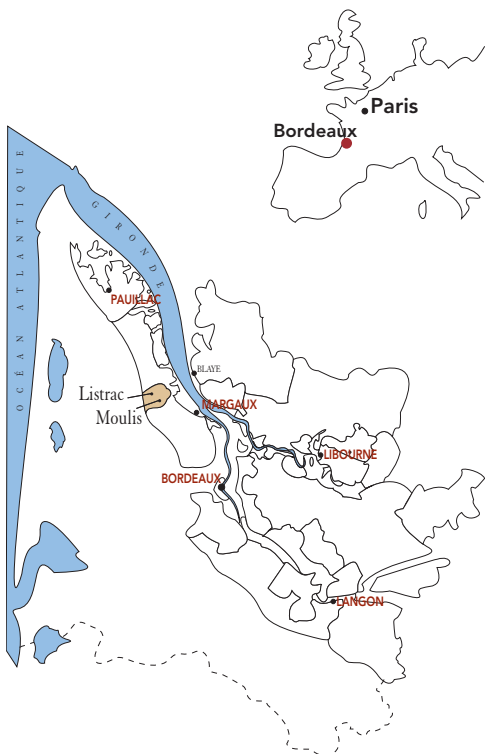 Paris
Bordeaux
OCÉAN ATLANTIQUE
GIRONDE
PAUILLAC
BLAYE
Listrac
MARGAUX
Moulis
LIBOURNE
BORDEAUX
LANGON